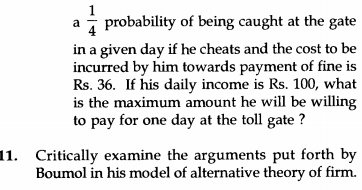 a 1/4 probability of being caught at the gate
in a given day if he cheats and the cost to be
incurred by him towards payment of fine is
Rs. 36. If his daily income is Rs. 100, what
is the maximum amount he will be willing
to pay for one day at the toll gate ?
11. Critically examine the arguments put forth by
Boumol in his model of alternative theory of firm.